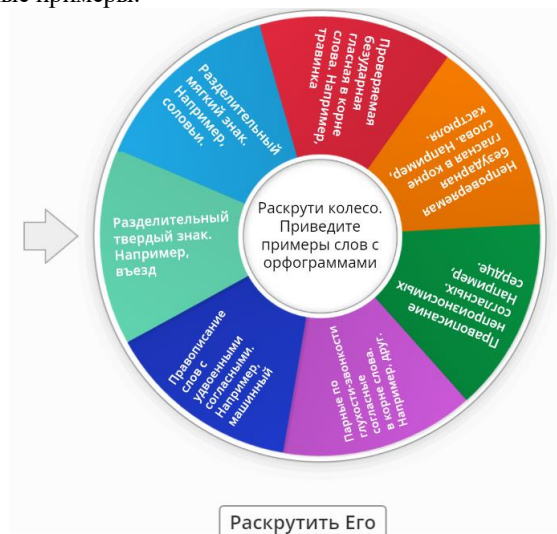 ые примеры.
Проверяемая
безударная
гласная в корне
слова. Например,
травинка
Непроверяемая
безударная
гласная в корне
слова. Например,
кастрюля.
Правописание
непроизносимых
согласных.
Например,
сердце.
Парные по
глухости-звонкости
согласные
в корне слова.
Например. друг.
Правописание
слов с
удвоенными
согласными.
Например,
машинный
Разделительный
твердый знак.
Например,
въезд
Разделительный
мягкий знак.
Например,
соловьи.
Раскрути колесо.
Приведите
примеры слов с
орфограммами
Раскрутить Его